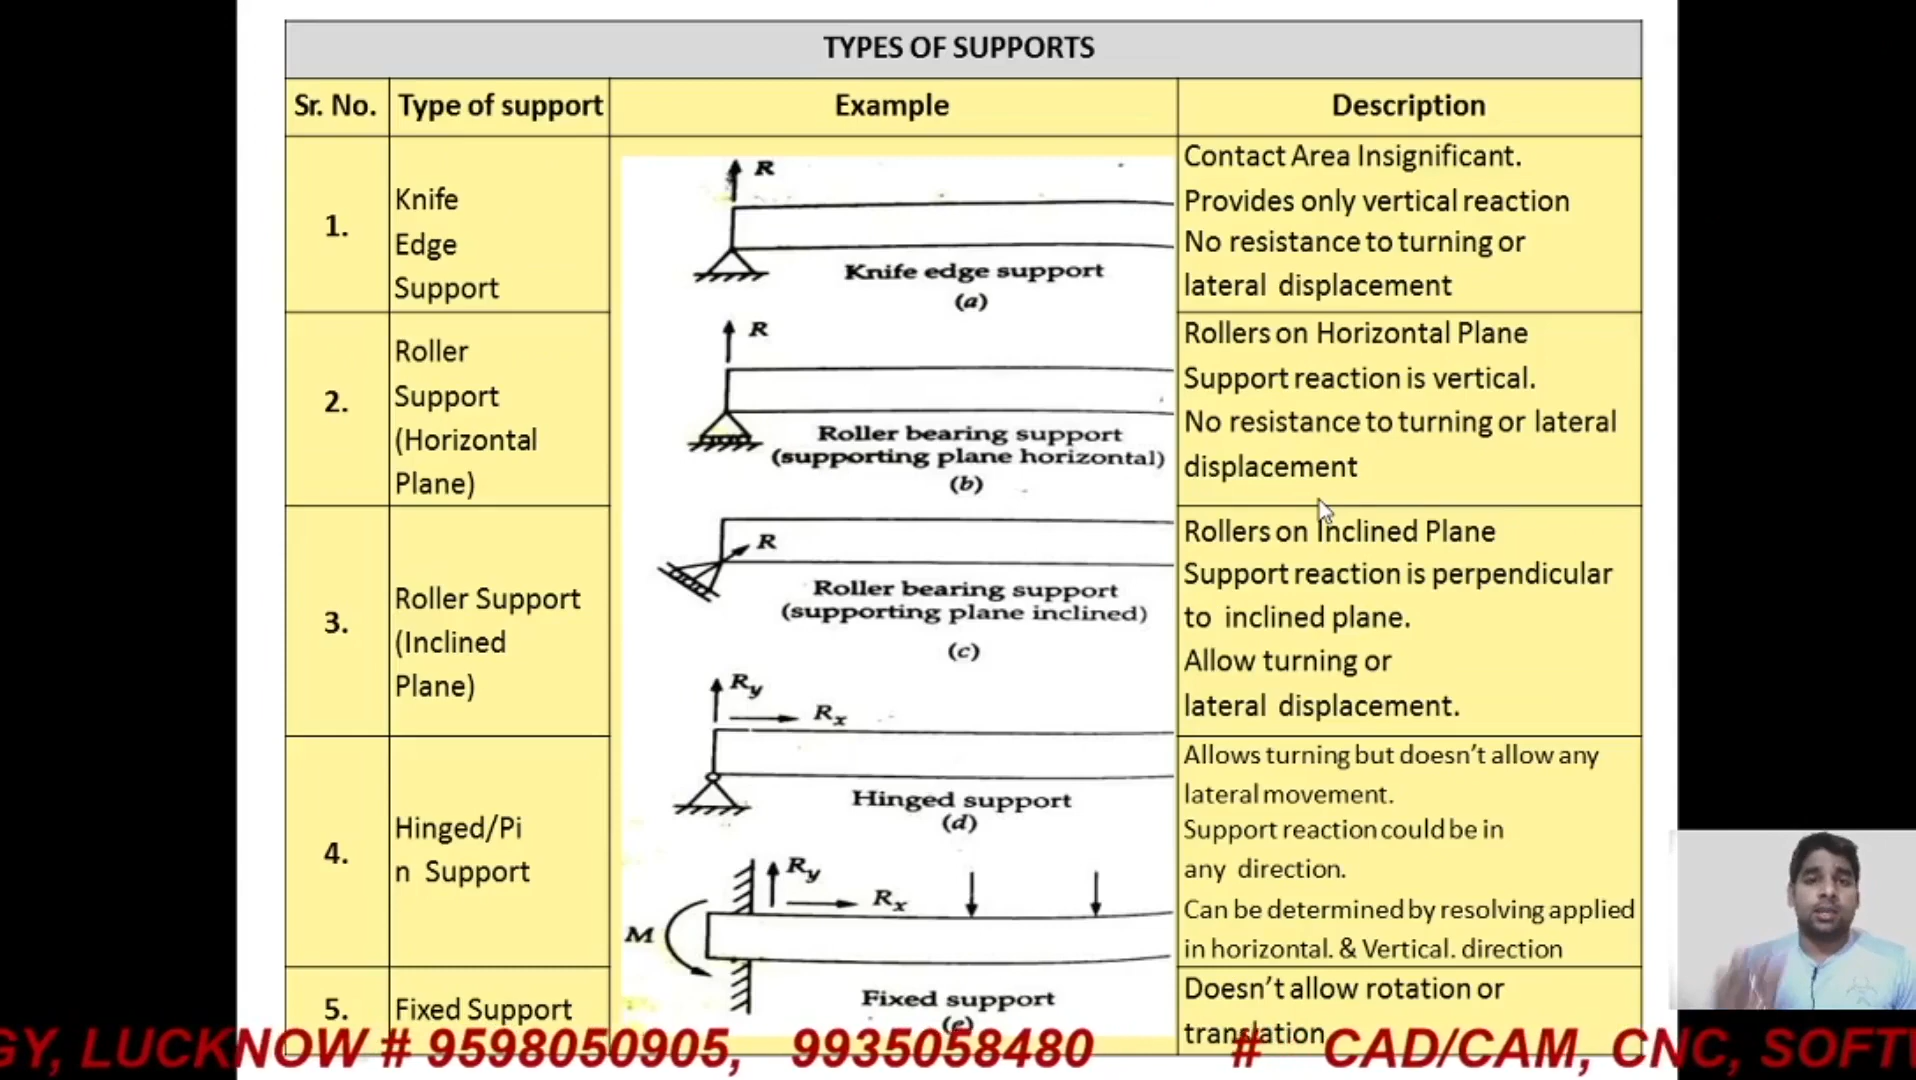 TYPES OF SUPPORTS
Sr. No.
Type of support
Example
Description
1.
Knife
Edge
Support
R
Knife edge support
(a)
Contact Area Insignificant.
Provides only vertical reaction
No resistance to turning or
lateral displacement
2.
Roller
Support
(Horizontal
Plane)
R
Roller bearing support
(supporting plane horizontal)
(b)
Rollers on Horizontal Plane
Support reaction is vertical.
No resistance to turning or lateral
displacement
3.
Roller Support
(Inclined
Plane)
R
Roller bearing support
(supporting plane inclined)
(c)
Rollers on Inclined Plane
Support reaction is perpendicular
to inclined plane.
Allow turning or
lateral displacement.
4.
Hinged/Pi
n Support
Ry
Rx
Hinged support
(d)
Allows turning but doesn't allow any
lateral movement.
Support reaction could be in
any direction.
Can be determined by resolving applied
in horizontal. & Vertical. direction
5.
Fixed Support
Ry
Rx
M
Fixed support
(e)
Doesn't allow rotation or
translation
GY, LUCKNOW # 9598050905, 9935058480 # CAD/CAM, CNC, SOFTW